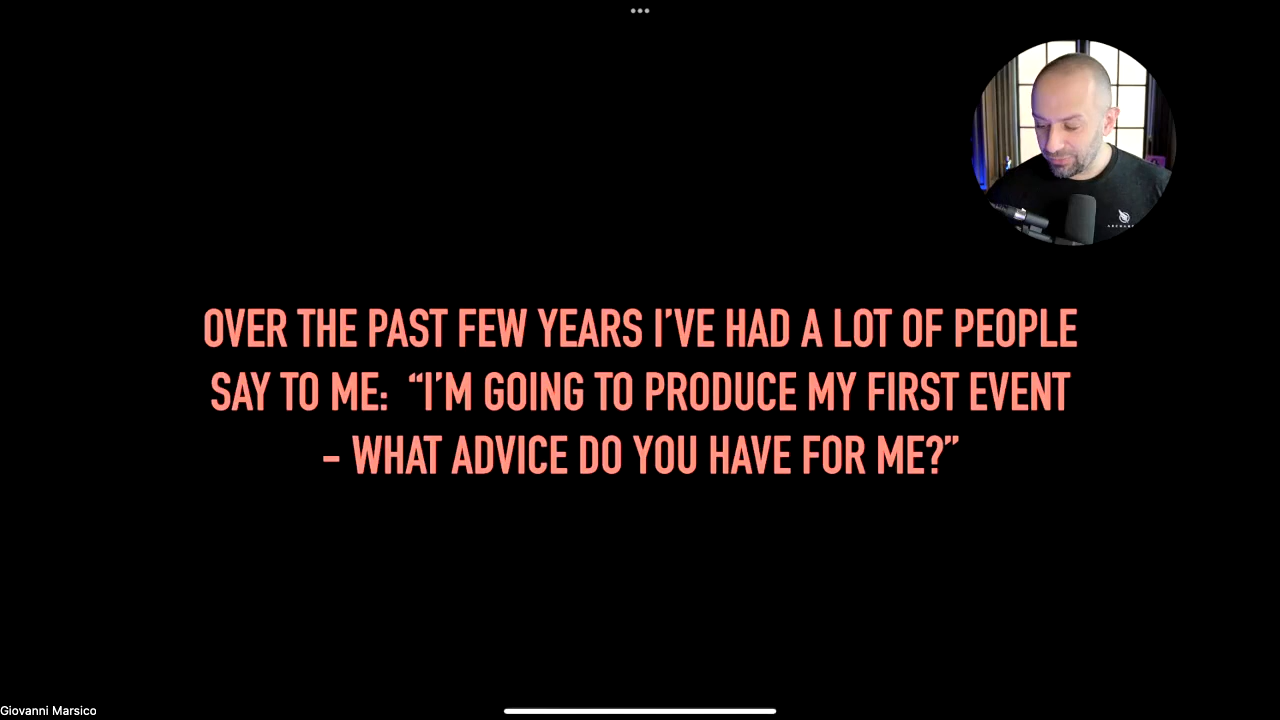 OVER THE PAST FEW YEARS I'VE HAD A LOT OF PEOPLE
SAY TO ME: “I'M GOING TO PRODUCE MY FIRST EVENT
– WHAT ADVICE DO YOU HAVE FOR ME?”
Giovanni Marsico